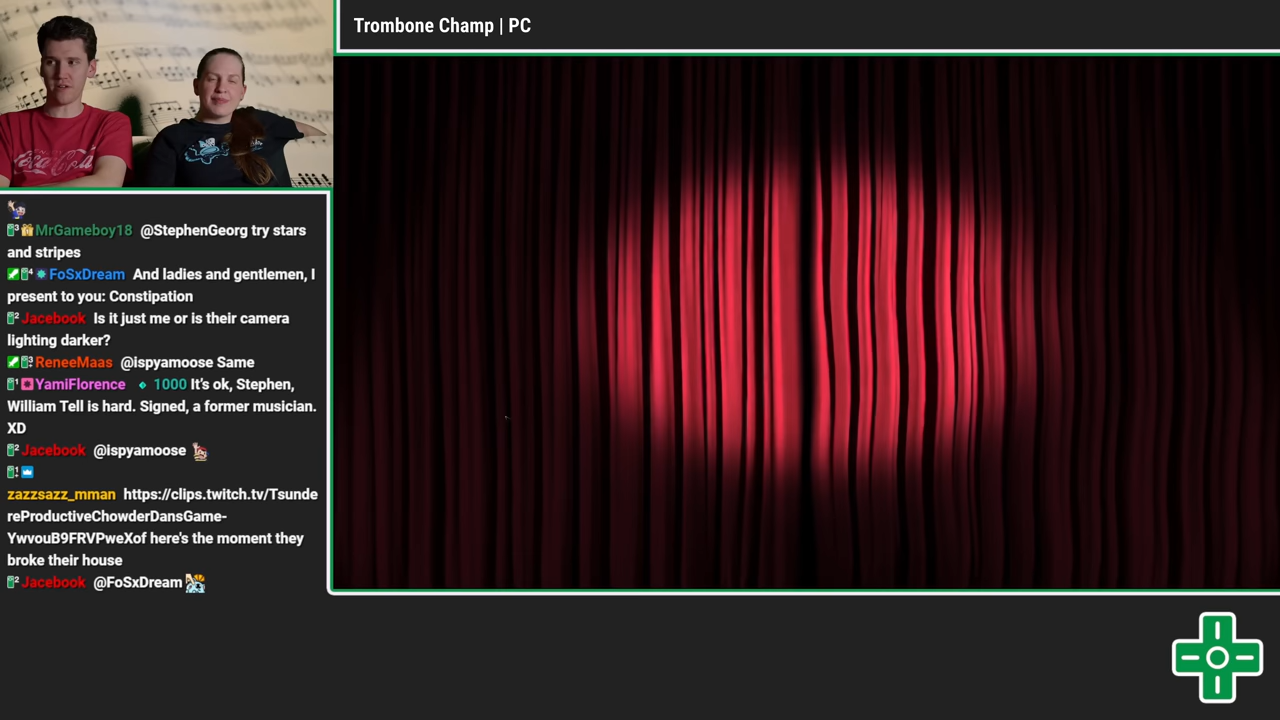 Trombone Champ | PC
Coca-Cola
MrGameboy18 @StephenGeorg try stars
and stripes
FoSxDream And ladies and gentlemen, I
present to you: Constipation
Jacebook Is it just me or is their camera
lighting darker?
ReneeMaas @ispyamoose Same
YamiFlorence 1000 It's ok, Stephen,
William Tell is hard. Signed, a former musician.
XD
Jacebook @ispyamoose
zazzsazz_mman https://clips.twitch.tv/Tsunde
reProductiveChowderDansGame-
YwvouB9FRVPweXof here's the moment they
broke their house
Jacebook @FoSxDream